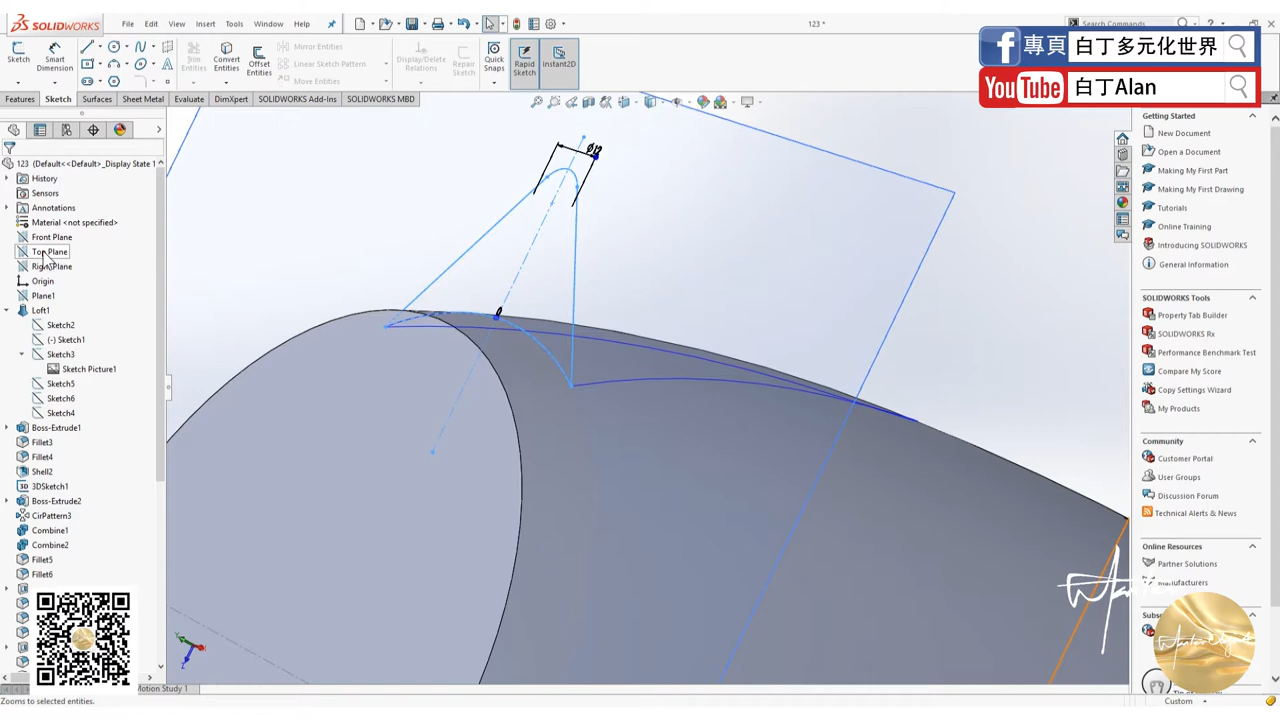 SOLIDWORKS
File
Edit
View
Insert
Tools
Window
Help
123 *
Search Commands
專頁
白丁多元化世界
YouTube
白丁Alan
Sketch
Smart Dimension
Trim Entities
Convert Entities
Offset Entities
Mirror Entities
Linear Sketch Pattern
Move Entities
Display/Delete Relations
Repair Sketch
Quick Snaps
Rapid Sketch
Instant2D
Features
Sketch
Surfaces
Sheet Metal
Evaluate
DimXpert
SOLIDWORKS Add-Ins
SOLIDWORKS MBD
123 (Default<<Default>_Display State 1
History
Sensors
Annotations
Material <not specified>
Front Plane
Top Plane
Right Plane
Origin
Plane1
Loft1
Sketch2
(-) Sketch1
Sketch3
Sketch Picture1
Sketch5
Sketch6
Sketch4
Boss-Extrude1
Fillet3
Fillet4
Shell2
3DSketch1
Boss-Extrude2
CirPattern3
Combine1
Combine2
Fillet5
Fillet6
Motion Study 1
Zooms to selected entities.
Getting Started
New Document
Open a Document
Making My First Part
Making My First Drawing
Tutorials
Online Training
Introducing SOLIDWORKS
General Information
SOLIDWORKS Tools
Property Tab Builder
SOLIDWORKS Rx
Performance Benchmark Test
Compare My Score
Copy Settings Wizard
My Products
Community
Customer Portal
User Groups
Discussion Forum
Technical Alerts & News
Online Resources
Partner Solutions
Manufacturers
Custom